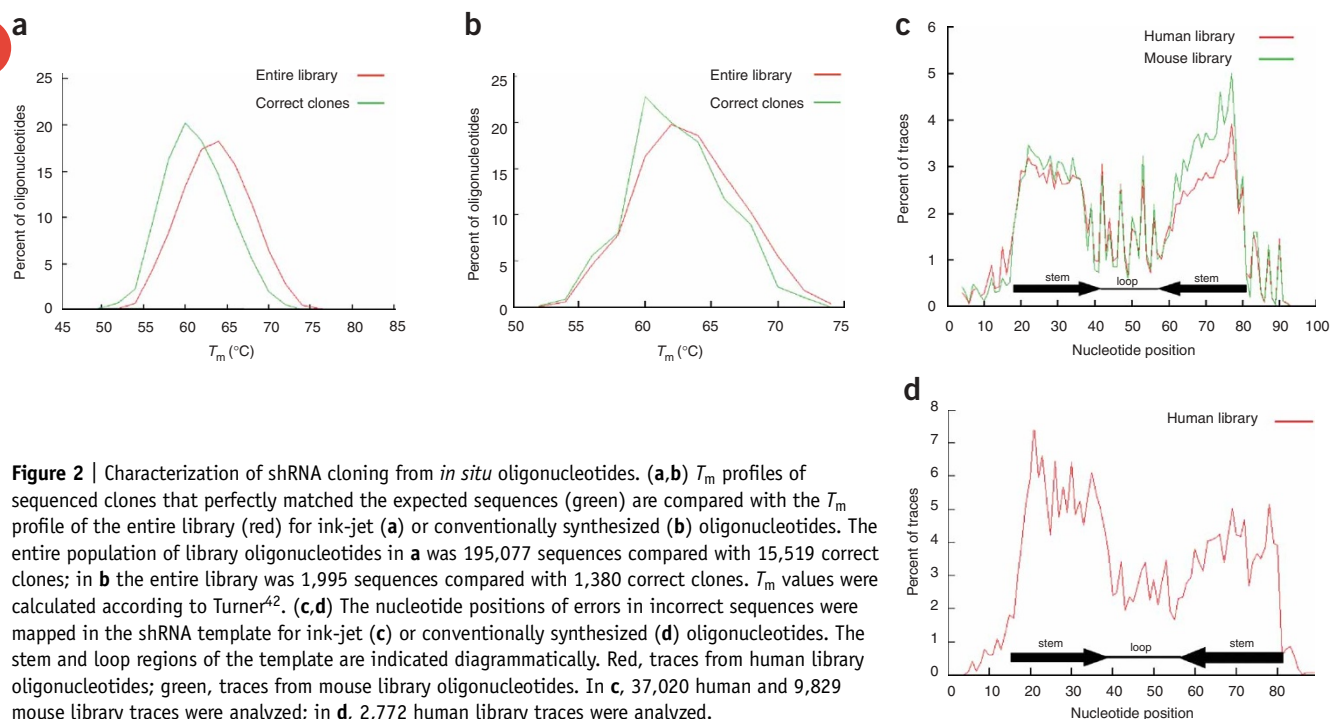 a
25
20
15
10
5
0
Percent of oligonucleotides
45 50 55 60 65 70 75 80 85
Tm (°C)
Entire library
Correct clones
b
25
20
15
10
5
0
Percent of oligonucleotides
50 55 60 65 70 75
Tm (°C)
Entire library
Correct clones
c
6
5
4
3
2
1
0
Percent of traces
Human library
Mouse library
stem loop stem
0 10 20 30 40 50 60 70 80 90 100
Nucleotide position
d
8
7
6
5
4
3
2
1
0
Percent of traces
Human library
stem loop stem
0 10 20 30 40 50 60 70 80
Nucleotide position
Figure 2 | Characterization of shRNA cloning from in situ oligonucleotides. (a,b) Tm profiles of
sequenced clones that perfectly matched the expected sequences (green) are compared with the Tm
profile of the entire library (red) for ink-jet (a) or conventionally synthesized (b) oligonucleotides. The
entire population of library oligonucleotides in a was 195,077 sequences compared with 15,519 correct
clones; in b the entire library was 1,995 sequences compared with 1,380 correct clones. Tm values were
calculated according to Turner42. (c,d) The nucleotide positions of errors in incorrect sequences were
mapped in the shRNA template for ink-jet (c) or conventionally synthesized (d) oligonucleotides. The
stem and loop regions of the template are indicated diagrammatically. Red, traces from human library
oligonucleotides; green, traces from mouse library oligonucleotides. In c, 37,020 human and 9,829
mouse library traces were analyzed; in d, 2,772 human library traces were analyzed.